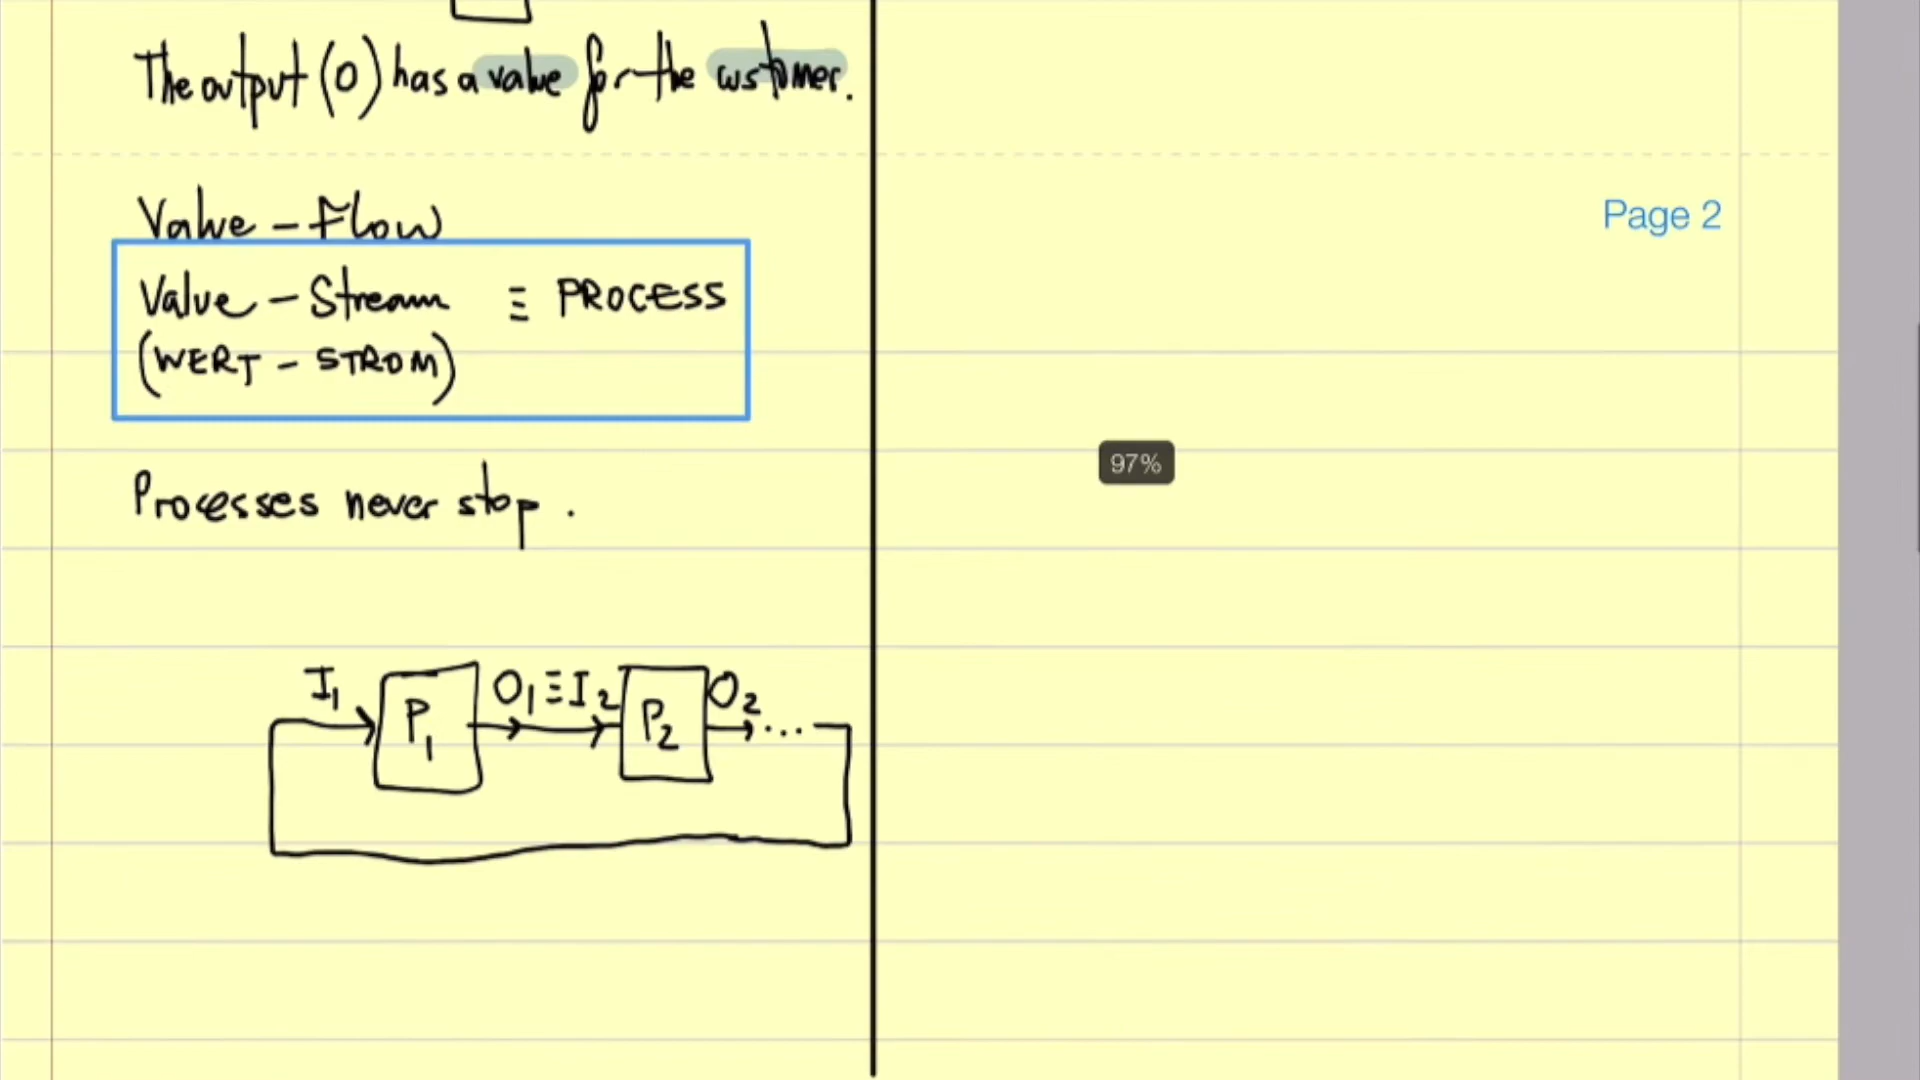 The output (O) has a value for the customer.
Page 2
Value - Flow
Value - Stream ≡ PROCESS
(WERT - STROM)
97%
Processes never stop.
I₁ P₁ O₁ ≡ I₂ P₂ O₂ ...